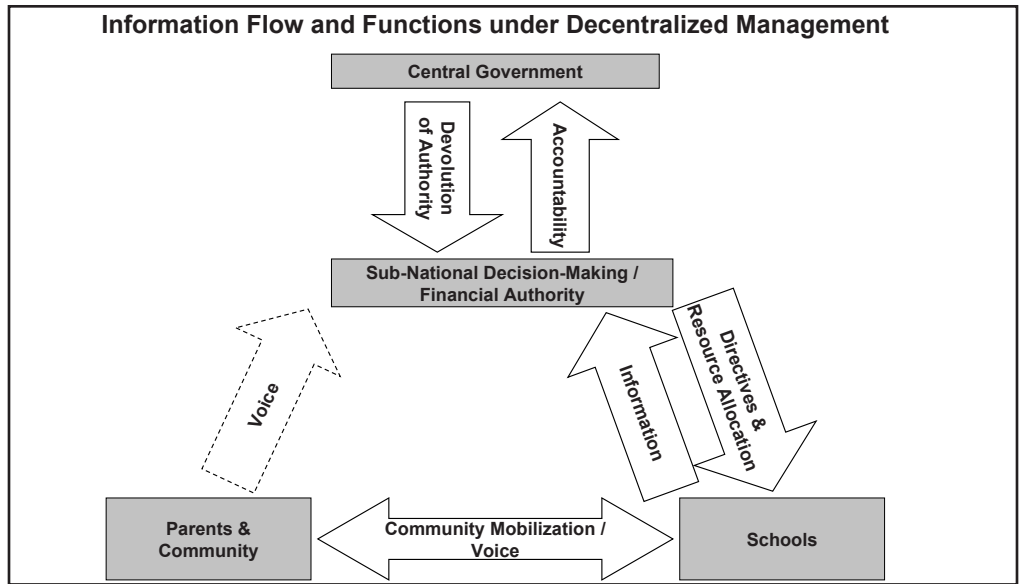 Information Flow and Functions under Decentralized Management
Central Government
Devolution
of Authority
Accountability
Sub-National Decision-Making /
Financial Authority
Voice
Information
Directives &
Resource Allocation
Parents &
Community
Community Mobilization /
Voice
Schools